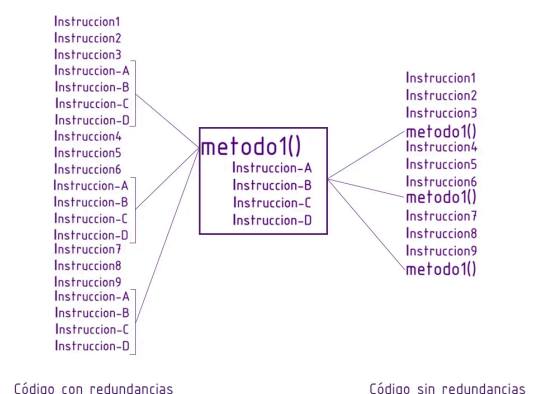 Instruccion1
Instruccion2
Instruccion3
Instruccion-A
Instruccion-B
Instruccion-C
Instruccion-D
Instruccion4
Instruccion5
Instruccion6
Instruccion-A
Instruccion-B
Instruccion-C
Instruccion-D
Instruccion7
Instruccion8
Instruccion9
Instruccion-A
Instruccion-B
Instruccion-C
Instruccion-D
Código con redundancias
metodo1()
Instruccion-A
Instruccion-B
Instruccion-C
Instruccion-D
Instruccion1
Instruccion2
Instruccion3
metodo1()
Instruccion4
Instruccion5
Instruccion6
metodo1()
Instruccion7
Instruccion8
Instruccion9
metodo1()
Código sin redundancias